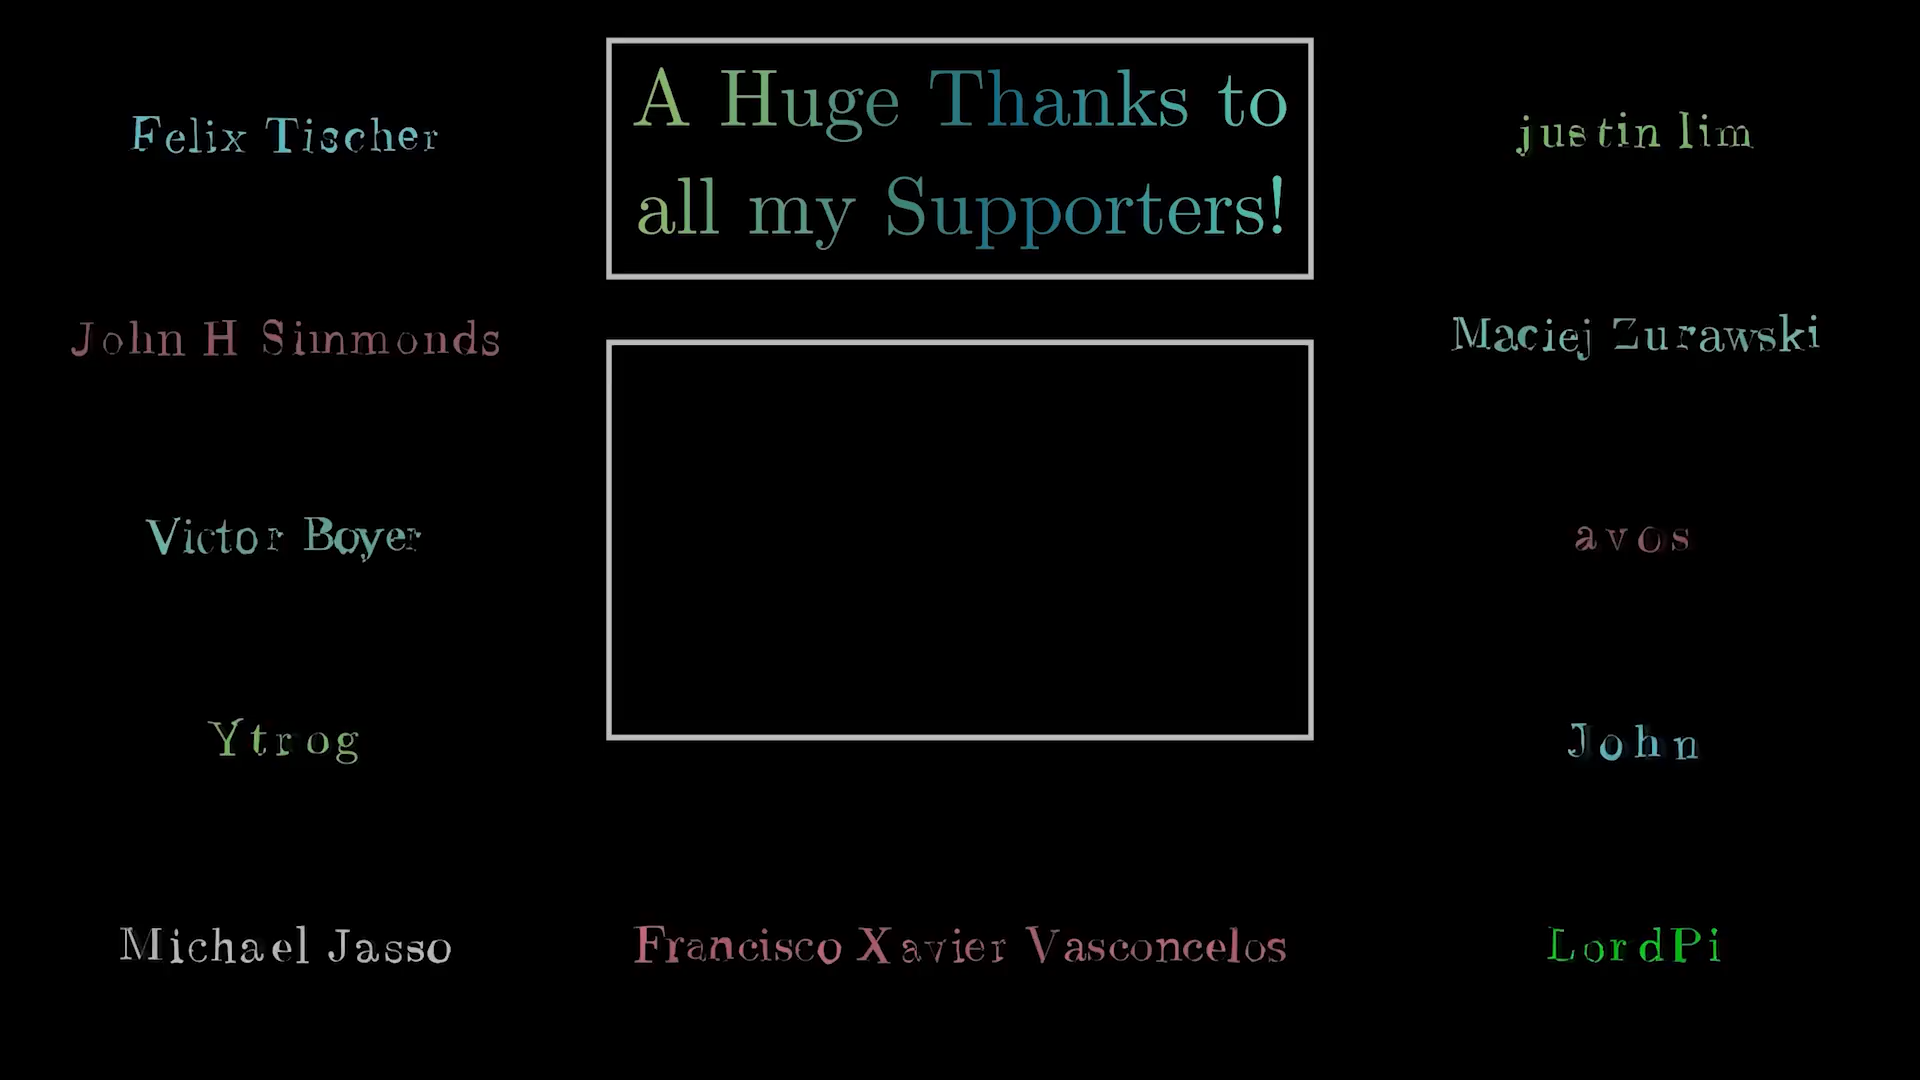 A Huge Thanks to
all my Supporters!
Felix Tischer
justin lim
John H Simmonds
Maciej Zurawski
Victor Boyer
avos
Ytrog
John
Michael Jasso
Francisco Xavier Vasconcelos
LordPi